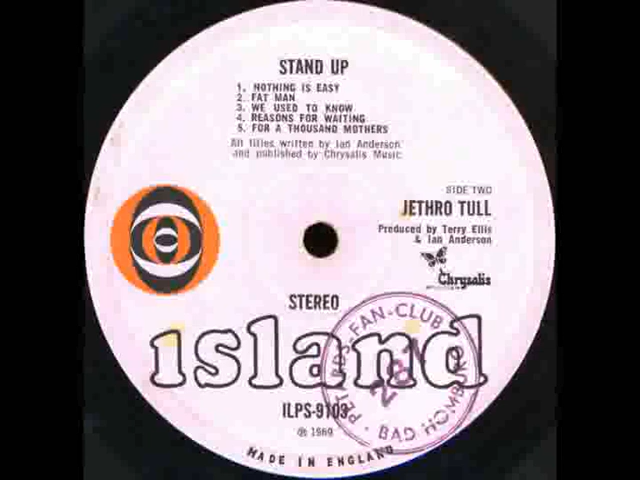 STAND UP
1. NOTHING IS EASY
2. FAT MAN
3. WE USED TO KNOW
4. REASONS FOR WAITING
5. FOR A THOUSAND MOTHERS
All titles written by Ian Anderson
and published by Chrysalis Music
SIDE TWO
JETHRO TULL
Produced by Terry Ellis
& Ian Anderson
Chrysalis
STEREO
island
ILPS-9103
℗ 1969
MADE IN ENGLAND
PETARDS-FAN-CLUB
BAD HOMBURG